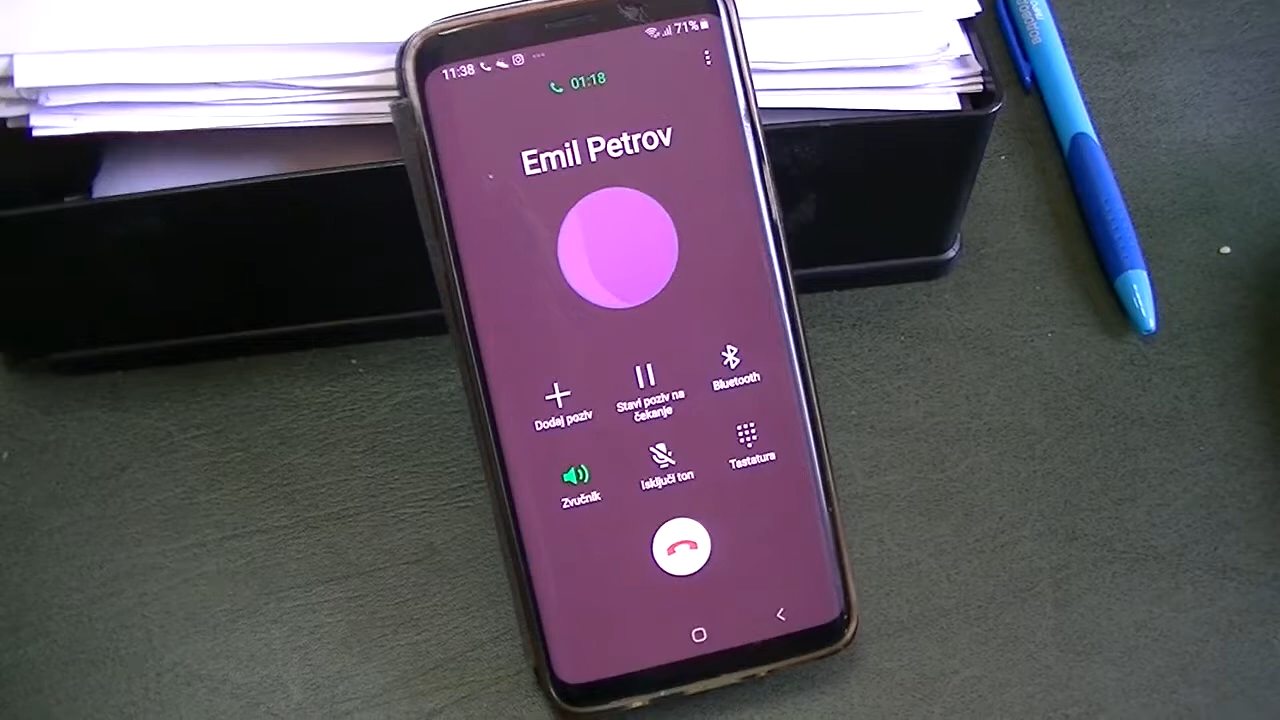 11:38
71%
01:18
Emil Petrov
Dodaj poziv
Stavi poziv na
čekanje
Bluetooth
Zvučnik
Isključi ton
Tastatura